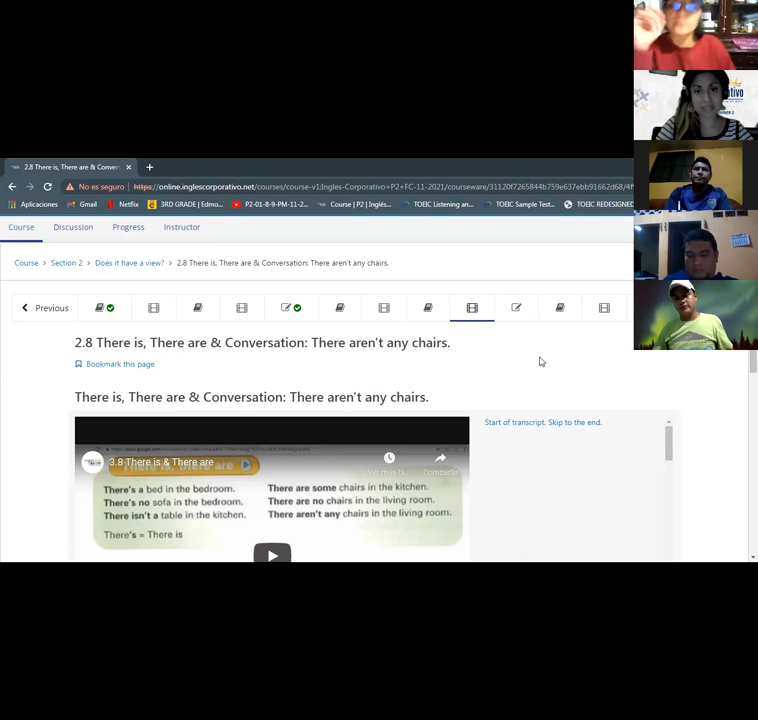 2.8 There is, There are & Conver
No es seguro
https://online.inglescorporativo.net/courses/course-v1:Ingles-Corporativo+P2+FC-11-2021/courseware/31120f7265844b759e637ebb91662d68/4f
Aplicaciones Gmail Netflix 3RD GRADE | Edmo... P2-01-8-9-PM-11-2... Course | P2 | Inglés... TOEIC Listening an... TOEIC Sample Test... TOEIC REDESIGNED
Course Discussion Progress Instructor
Course > Section 2 > Does it have a view? > 2.8 There is, There are & Conversation: There aren't any chairs.
Previous
2.8 There is, There are & Conversation: There aren't any chairs.
Bookmark this page
There is, There are & Conversation: There aren't any chairs.
Start of transcript. Skip to the end.
3.8 There is & There are
There is, there are
Compartir
There's a bed in the bedroom. There are some chairs in the kitchen.
There's no sofa in the bedroom. There are no chairs in the living room.
There isn't a table in the kitchen. There aren't any chairs in the living room.
There's = There is